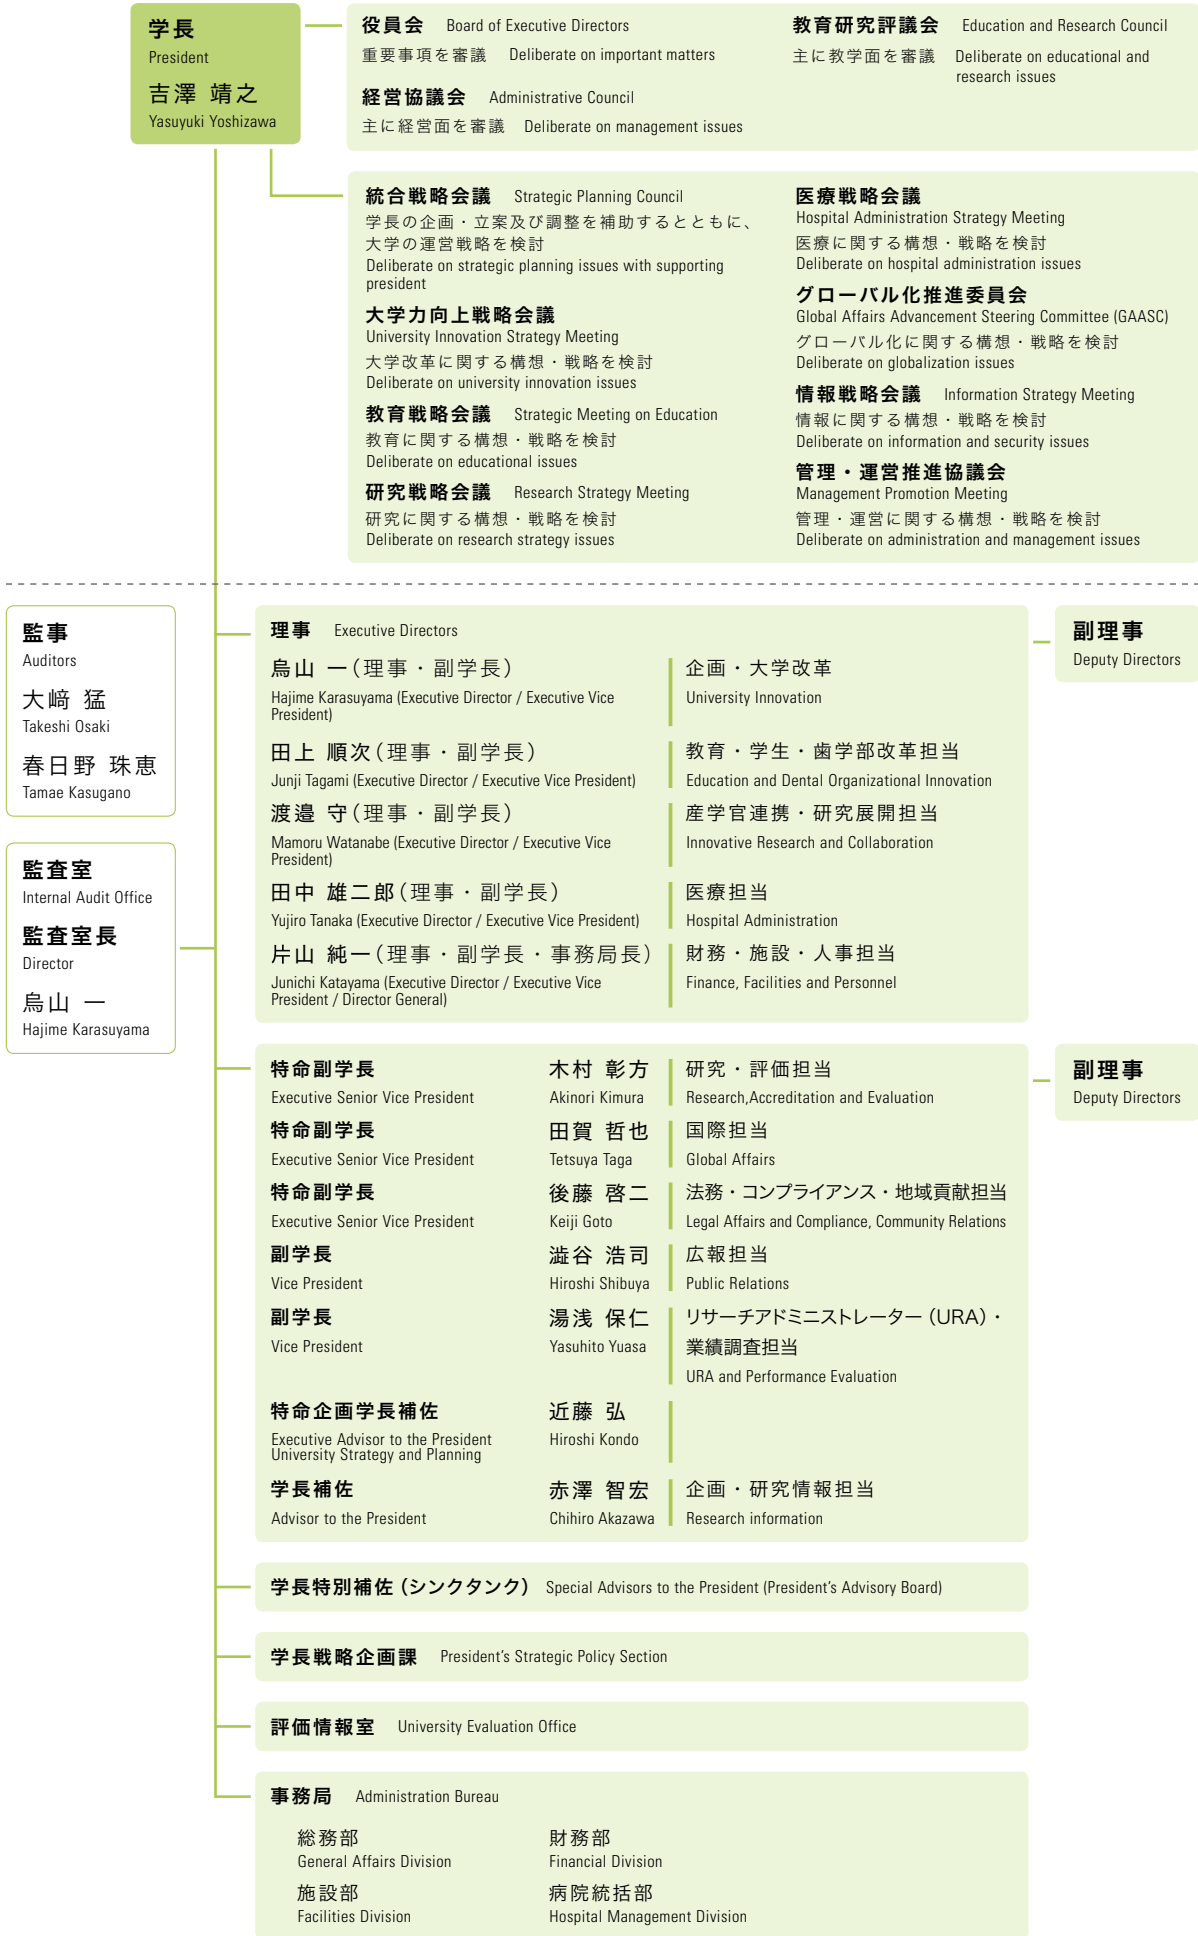 学長
President
吉澤 靖之
Yasuyuki Yoshizawa
役員会 Board of Executive Directors
重要事項を審議 Deliberate on important matters
経営協議会 Administrative Council
主に経営面を審議 Deliberate on management issues
教育研究評議会 Education and Research Council
主に教学面を審議 Deliberate on educational and
research issues
統合戦略会議 Strategic Planning Council
学長の企画・立案及び調整を補助するとともに、
大学の運営戦略を検討
Deliberate on strategic planning issues with supporting
president
大学力向上戦略会議
University Innovation Strategy Meeting
大学改革に関する構想・戦略を検討
Deliberate on university innovation issues
教育戦略会議 Strategic Meeting on Education
教育に関する構想・戦略を検討
Deliberate on educational issues
研究戦略会議 Research Strategy Meeting
研究に関する構想・戦略を検討
Deliberate on research strategy issues
医療戦略会議
Hospital Administration Strategy Meeting
医療に関する構想・戦略を検討
Deliberate on hospital administration issues
グローバル化推進委員会
Global Affairs Advancement Steering Committee (GAASC)
グローバル化に関する構想・戦略を検討
Deliberate on globalization issues
情報戦略会議 Information Strategy Meeting
情報に関する構想・戦略を検討
Deliberate on information and security issues
管理・運営推進協議会
Management Promotion Meeting
管理・運営に関する構想・戦略を検討
Deliberate on administration and management issues
監事
Auditors
大﨑 猛
Takeshi Osaki
春日野 珠恵
Tamae Kasugano
監査室
Internal Audit Office
監査室長
Director
烏山 一
Hajime Karasuyama
理事 Executive Directors
烏山 一(理事・副学長) 企画・大学改革
Hajime Karasuyama (Executive Director / Executive Vice University Innovation
President)
田上 順次(理事・副学長) 教育・学生・歯学部改革担当
Junji Tagami (Executive Director / Executive Vice President) Education and Dental Organizational Innovation
渡邉 守(理事・副学長) 産学官連携・研究展開担当
Mamoru Watanabe (Executive Director / Executive Vice Innovative Research and Collaboration
President)
田中 雄二郎(理事・副学長) 医療担当
Yujiro Tanaka (Executive Director / Executive Vice President) Hospital Administration
片山 純一(理事・副学長・事務局長) 財務・施設・人事担当
Junichi Katayama (Executive Director / Executive Vice Finance, Facilities and Personnel
President / Director General)
副理事
Deputy Directors
特命副学長 木村 彰方 研究・評価担当
Executive Senior Vice President Akinori Kimura Research,Accreditation and Evaluation
特命副学長 田賀 哲也 国際担当
Executive Senior Vice President Tetsuya Taga Global Affairs
特命副学長 後藤 啓二 法務・コンプライアンス・地域貢献担当
Executive Senior Vice President Keiji Goto Legal Affairs and Compliance, Community Relations
副学長 澁谷 浩司 広報担当
Vice President Hiroshi Shibuya Public Relations
副学長 湯浅 保仁 リサーチアドミニストレーター(URA)・
業績調査担当
Vice President Yasuhito Yuasa
URA and Performance Evaluation
特命企画学長補佐 近藤 弘
Executive Advisor to the President Hiroshi Kondo
University Strategy and Planning
学長補佐 赤澤 智宏 企画・研究情報担当
Advisor to the President Chihiro Akazawa Research information
副理事
Deputy Directors
学長特別補佐(シンクタンク) Special Advisors to the President (President's Advisory Board)
学長戦略企画課 President's Strategic Policy Section
評価情報室 University Evaluation Office
事務局 Administration Bureau
総務部 財務部
General Affairs Division Financial Division
施設部 病院統括部
Facilities Division Hospital Management Division